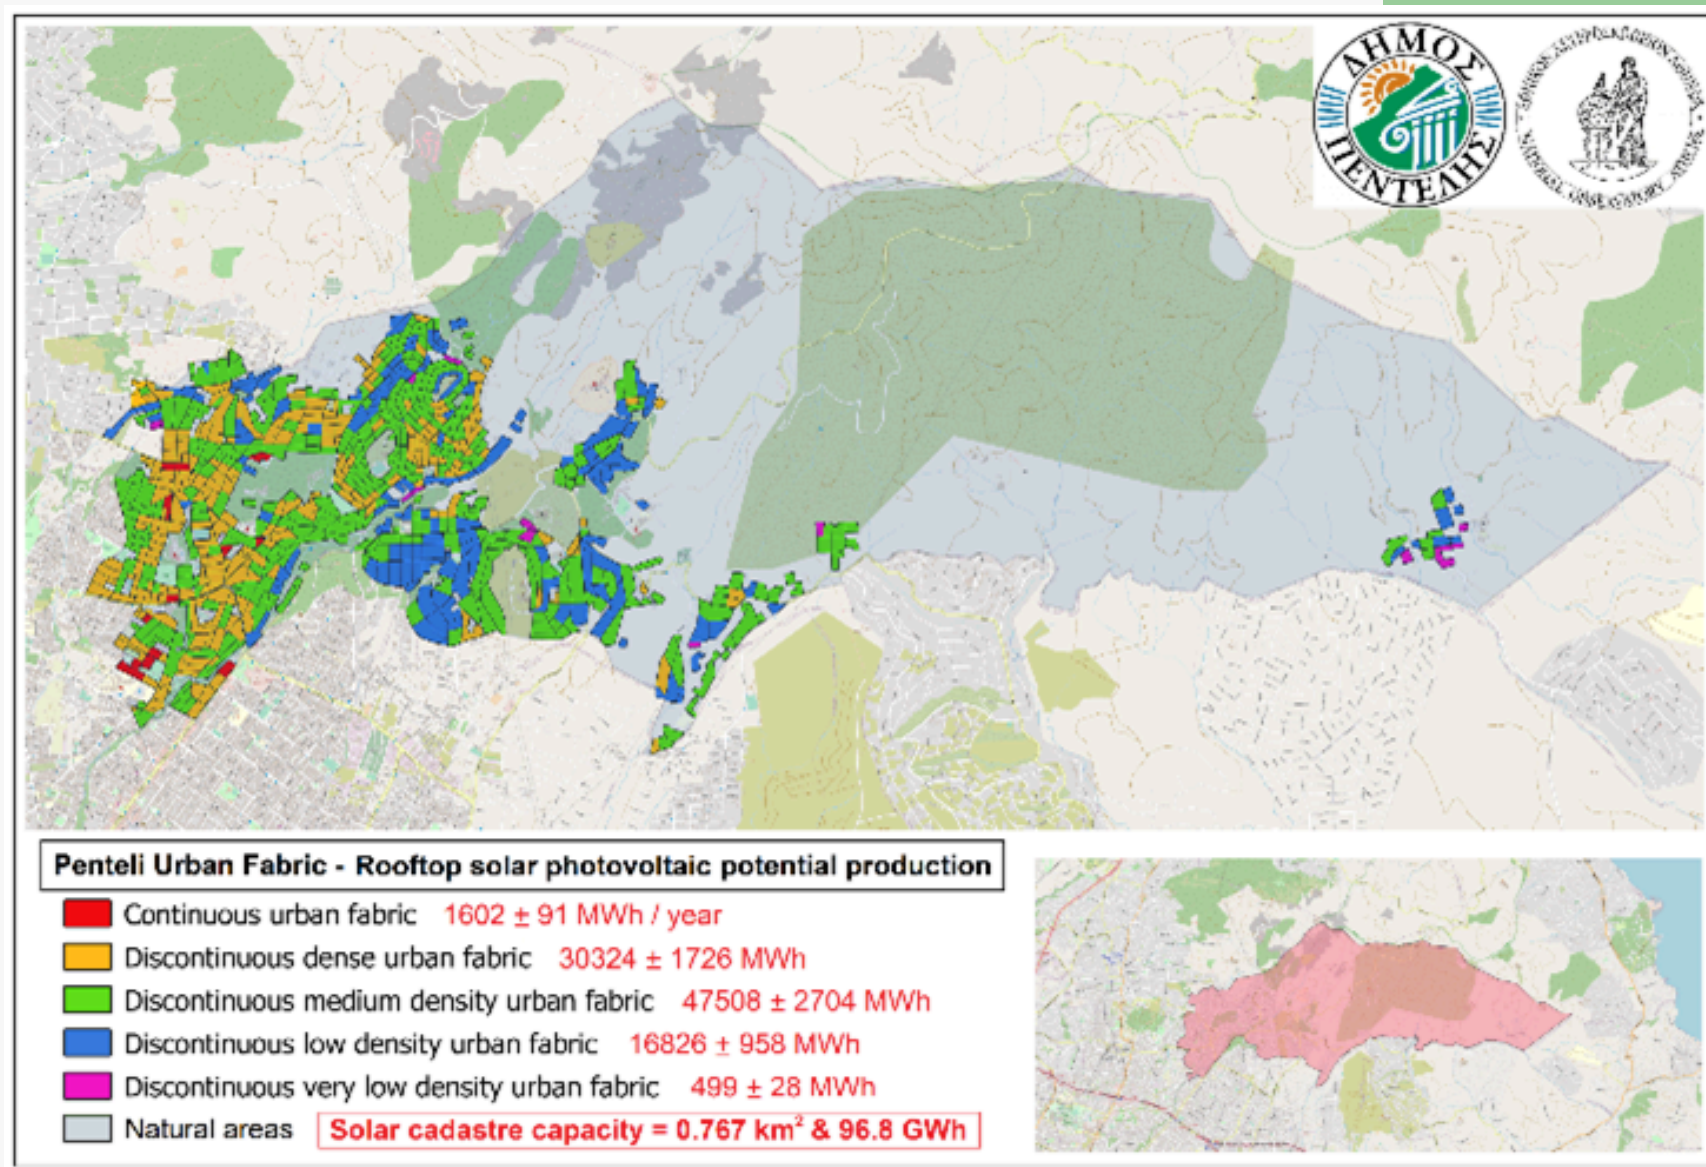 ΔΗΜΟΣ
ΠΕΝΤΕΛΗΣ
NATIONAL OBSERVATORY
Penteli Urban Fabric - Rooftop solar photovoltaic potential production
Continuous urban fabric 1602 ± 91 MWh / year
Discontinuous dense urban fabric 30324 ± 1726 MWh
Discontinuous medium density urban fabric 47508 ± 2704 MWh
Discontinuous low density urban fabric 16826 ± 958 MWh
Discontinuous very low density urban fabric 499 ± 28 MWh
Natural areas Solar cadastre capacity = 0.767 km² & 96.8 GWh